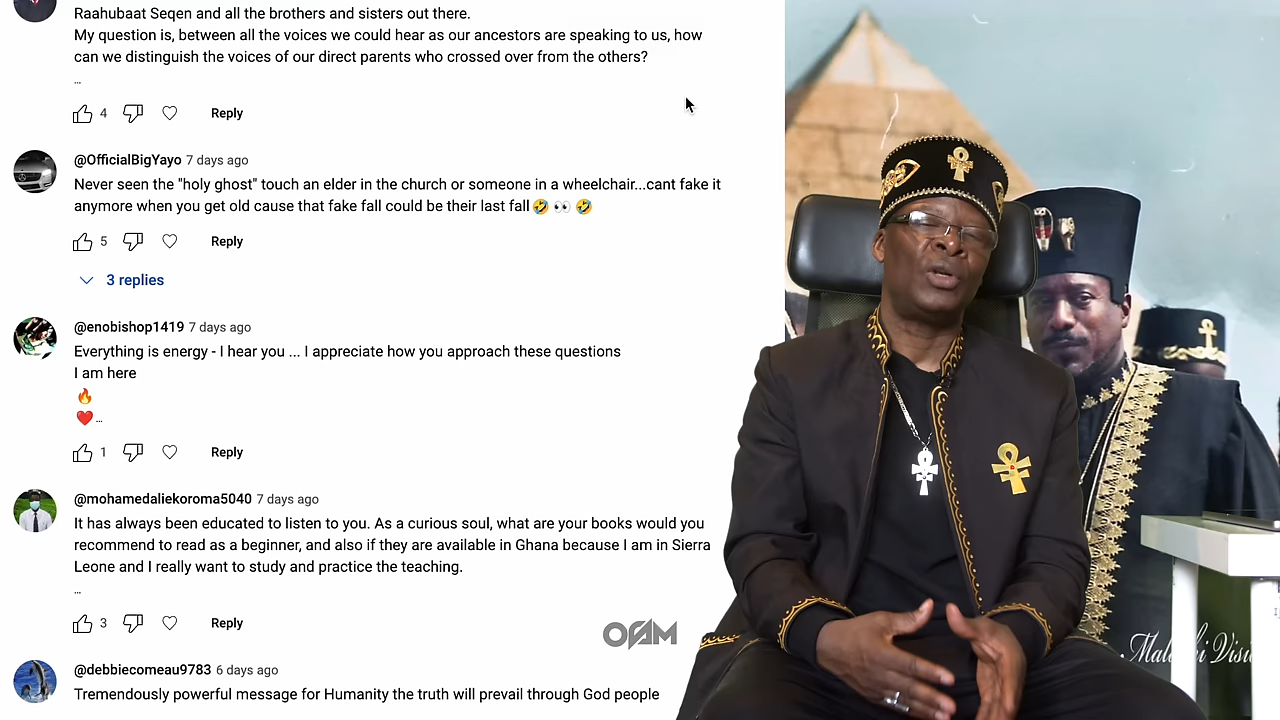 Raahubaat Seqen and all the brothers and sisters out there.
My question is, between all the voices we could hear as our ancestors are speaking to us, how
can we distinguish the voices of our direct parents who crossed over from the others?
...
4
Reply
@OfficialBigYayo 7 days ago
Never seen the "holy ghost" touch an elder in the church or someone in a wheelchair...cant fake it
anymore when you get old cause that fake fall could be their last fall🤣 👀 🤣
5
Reply
3 replies
@enobishop1419 7 days ago
Everything is energy - I hear you ... I appreciate how you approach these questions
I am here
🔥
❤️ ...
1
Reply
@mohamedaliekoroma5040 7 days ago
It has always been educated to listen to you. As a curious soul, what are your books would you
recommend to read as a beginner, and also if they are available in Ghana because I am in Sierra
Leone and I really want to study and practice the teaching.
...
3
Reply
@debbiecomeau9783 6 days ago
Tremendously powerful message for Humanity the truth will prevail through God people